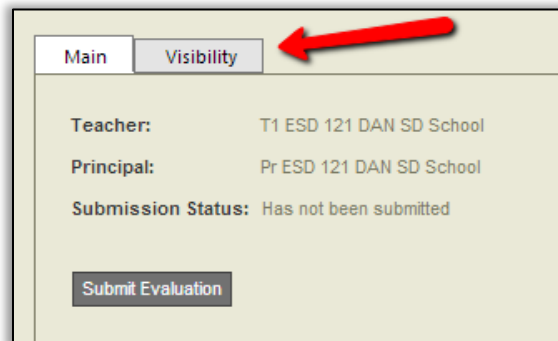 Main Visibility
Teacher: T1 ESD 121 DAN SD School
Principal: Pr ESD 121 DAN SD School
Submission Status: Has not been submitted
Submit Evaluation